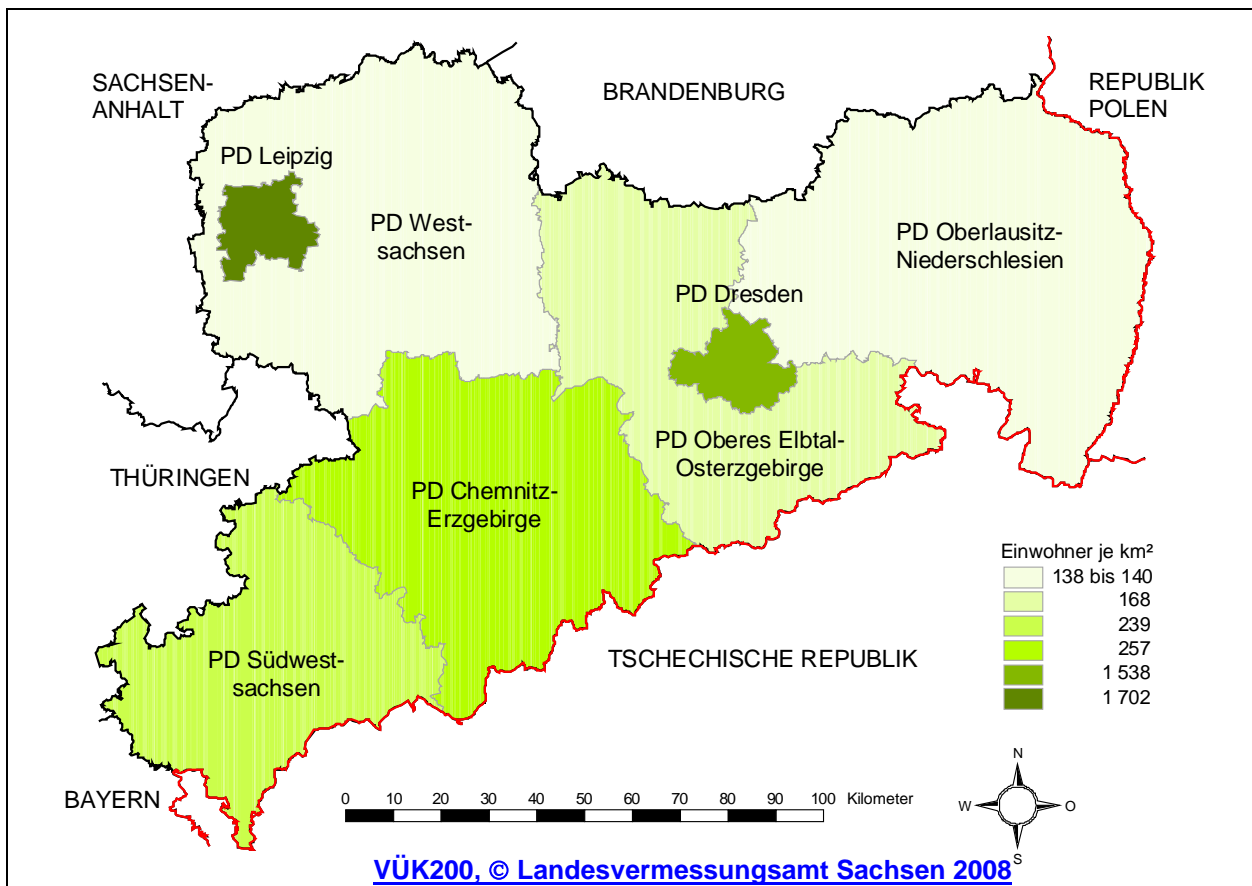 SACHSEN-
ANHALT
BRANDENBURG
REPUBLIK
POLEN
PD Leipzig
PD West-
sachsen
PD Oberlausitz-
Niederschlesien
PD Dresden
PD Oberes Elbtal-
Osterzgebirge
THÜRINGEN
PD Chemnitz-
Erzgebirge
Einwohner je km²
138 bis 140
168
239
257
1 538
1 702
PD Südwest-
sachsen
TSCHECHISCHE REPUBLIK
BAYERN
0 10 20 30 40 50 60 70 80 90 100 Kilometer
N
W O
S
VÜK200, © Landesvermessungsamt Sachsen 2008